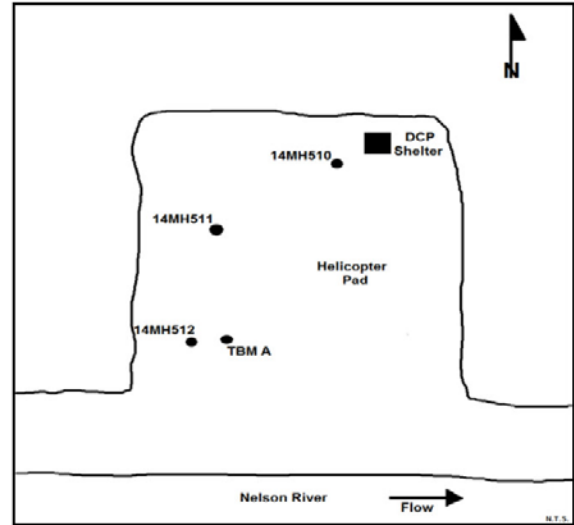 N
DCP
Shelter
14MH510
14MH511
Helicopter
Pad
14MH512
TBM A
Nelson River
Flow
N.T.S.